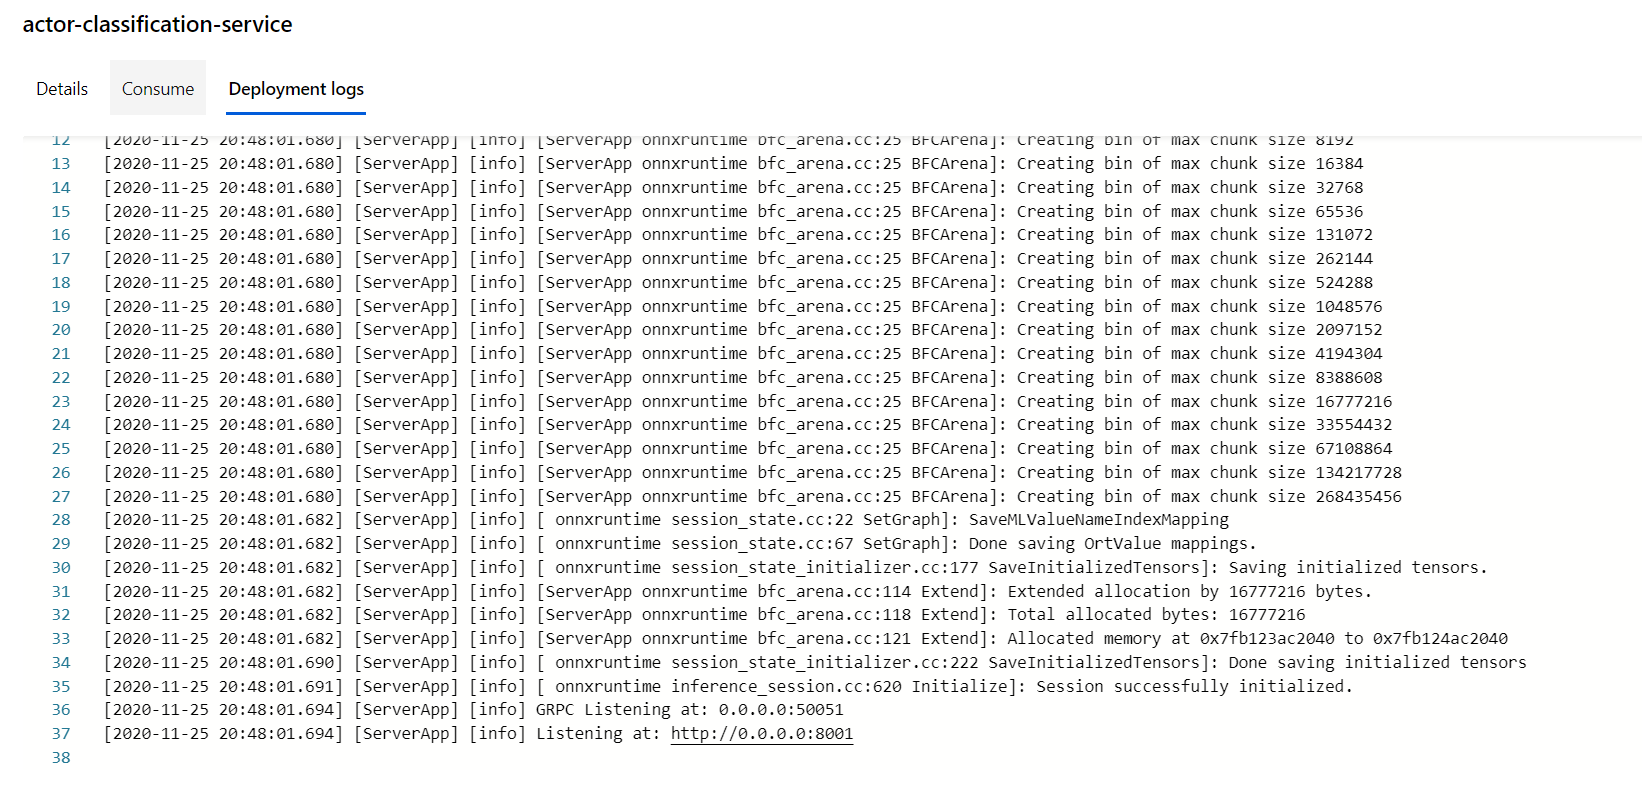 actor-classification-service
Details Consume Deployment logs
12 [2020-11-25 20:48:01.680] [ServerApp] [info] [ServerApp onnxruntime bfc_arena.cc:25 BFCArena]: Creating bin of max chunk size 8192
13 [2020-11-25 20:48:01.680] [ServerApp] [info] [ServerApp onnxruntime bfc_arena.cc:25 BFCArena]: Creating bin of max chunk size 16384
14 [2020-11-25 20:48:01.680] [ServerApp] [info] [ServerApp onnxruntime bfc_arena.cc:25 BFCArena]: Creating bin of max chunk size 32768
15 [2020-11-25 20:48:01.680] [ServerApp] [info] [ServerApp onnxruntime bfc_arena.cc:25 BFCArena]: Creating bin of max chunk size 65536
16 [2020-11-25 20:48:01.680] [ServerApp] [info] [ServerApp onnxruntime bfc_arena.cc:25 BFCArena]: Creating bin of max chunk size 131072
17 [2020-11-25 20:48:01.680] [ServerApp] [info] [ServerApp onnxruntime bfc_arena.cc:25 BFCArena]: Creating bin of max chunk size 262144
18 [2020-11-25 20:48:01.680] [ServerApp] [info] [ServerApp onnxruntime bfc_arena.cc:25 BFCArena]: Creating bin of max chunk size 524288
19 [2020-11-25 20:48:01.680] [ServerApp] [info] [ServerApp onnxruntime bfc_arena.cc:25 BFCArena]: Creating bin of max chunk size 1048576
20 [2020-11-25 20:48:01.680] [ServerApp] [info] [ServerApp onnxruntime bfc_arena.cc:25 BFCArena]: Creating bin of max chunk size 2097152
21 [2020-11-25 20:48:01.680] [ServerApp] [info] [ServerApp onnxruntime bfc_arena.cc:25 BFCArena]: Creating bin of max chunk size 4194304
22 [2020-11-25 20:48:01.680] [ServerApp] [info] [ServerApp onnxruntime bfc_arena.cc:25 BFCArena]: Creating bin of max chunk size 8388608
23 [2020-11-25 20:48:01.680] [ServerApp] [info] [ServerApp onnxruntime bfc_arena.cc:25 BFCArena]: Creating bin of max chunk size 16777216
24 [2020-11-25 20:48:01.680] [ServerApp] [info] [ServerApp onnxruntime bfc_arena.cc:25 BFCArena]: Creating bin of max chunk size 33554432
25 [2020-11-25 20:48:01.680] [ServerApp] [info] [ServerApp onnxruntime bfc_arena.cc:25 BFCArena]: Creating bin of max chunk size 67108864
26 [2020-11-25 20:48:01.680] [ServerApp] [info] [ServerApp onnxruntime bfc_arena.cc:25 BFCArena]: Creating bin of max chunk size 134217728
27 [2020-11-25 20:48:01.680] [ServerApp] [info] [ServerApp onnxruntime bfc_arena.cc:25 BFCArena]: Creating bin of max chunk size 268435456
28 [2020-11-25 20:48:01.682] [ServerApp] [info] [ onnxruntime session_state.cc:22 SetGraph]: SaveMLValueNameIndexMapping
29 [2020-11-25 20:48:01.682] [ServerApp] [info] [ onnxruntime session_state.cc:67 SetGraph]: Done saving OrtValue mappings.
30 [2020-11-25 20:48:01.682] [ServerApp] [info] [ onnxruntime session_state_initializer.cc:177 SaveInitializedTensors]: Saving initialized tensors.
31 [2020-11-25 20:48:01.682] [ServerApp] [info] [ServerApp onnxruntime bfc_arena.cc:114 Extend]: Extended allocation by 16777216 bytes.
32 [2020-11-25 20:48:01.682] [ServerApp] [info] [ServerApp onnxruntime bfc_arena.cc:118 Extend]: Total allocated bytes: 16777216
33 [2020-11-25 20:48:01.682] [ServerApp] [info] [ServerApp onnxruntime bfc_arena.cc:121 Extend]: Allocated memory at 0x7fb123ac2040 to 0x7fb124ac2040
34 [2020-11-25 20:48:01.690] [ServerApp] [info] [ onnxruntime session_state_initializer.cc:222 SaveInitializedTensors]: Done saving initialized tensors
35 [2020-11-25 20:48:01.691] [ServerApp] [info] [ onnxruntime inference_session.cc:620 Initialize]: Session successfully initialized.
36 [2020-11-25 20:48:01.694] [ServerApp] [info] GRPC Listening at: 0.0.0.0:50051
37 [2020-11-25 20:48:01.694] [ServerApp] [info] Listening at: http://0.0.0.0:8001
38